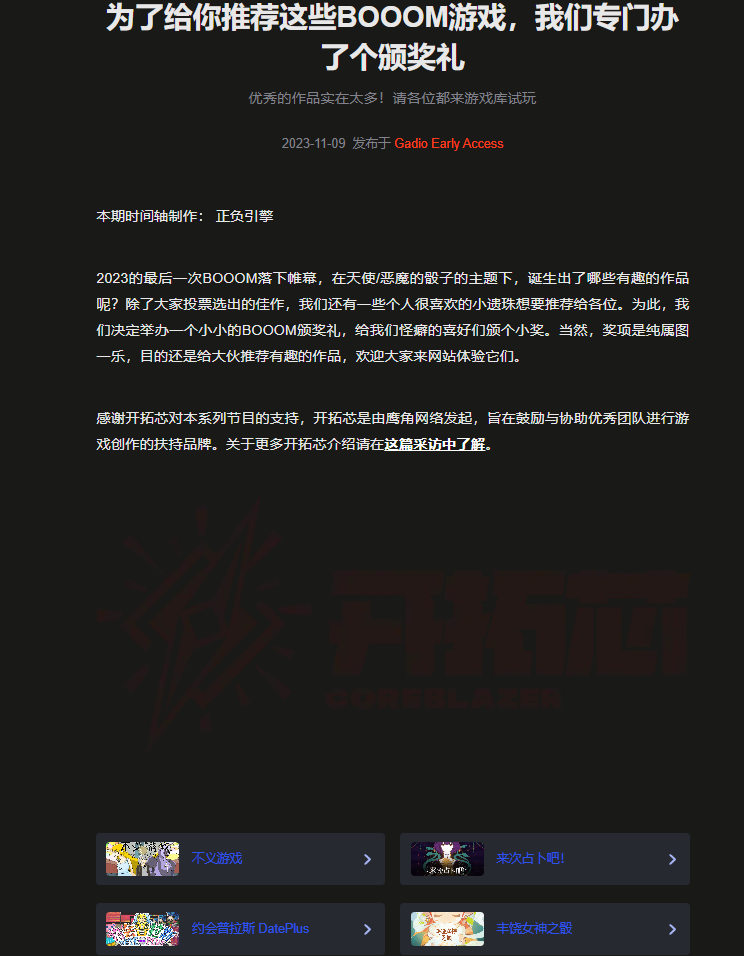 为了给你推荐这些BOOOM游戏，我们专门办
了个颁奖礼
优秀的作品实在太多！请各位都来游戏库试玩
2023-11-09 发布于 Gadio Early Access
本期时间轴制作： 正负引擎
2023的最后一次BOOOM落下帷幕，在天使/恶魔的骰子的主题下，诞生出了哪些有趣的作品
呢？除了大家投票选出的佳作，我们还有一些个人很喜欢的小遗珠想要推荐给各位。为此，我
们决定举办一个小小的BOOOM颁奖礼，给我们怪癖的喜好们颁个小奖。当然，奖项是纯属图
一乐，目的还是给大伙推荐有趣的作品，欢迎大家来网站体验它们。
感谢开拓芯对本系列节目的支持，开拓芯是由鹰角网络发起，旨在鼓励与协助优秀团队进行游
戏创作的扶持品牌。关于更多开拓芯介绍请在这篇采访中了解。
开拓芯
COREBLAZER
不义游戏
来次占卜吧!
来次占卜吧!
约会普拉斯 DatePlus
丰饶女神之骰